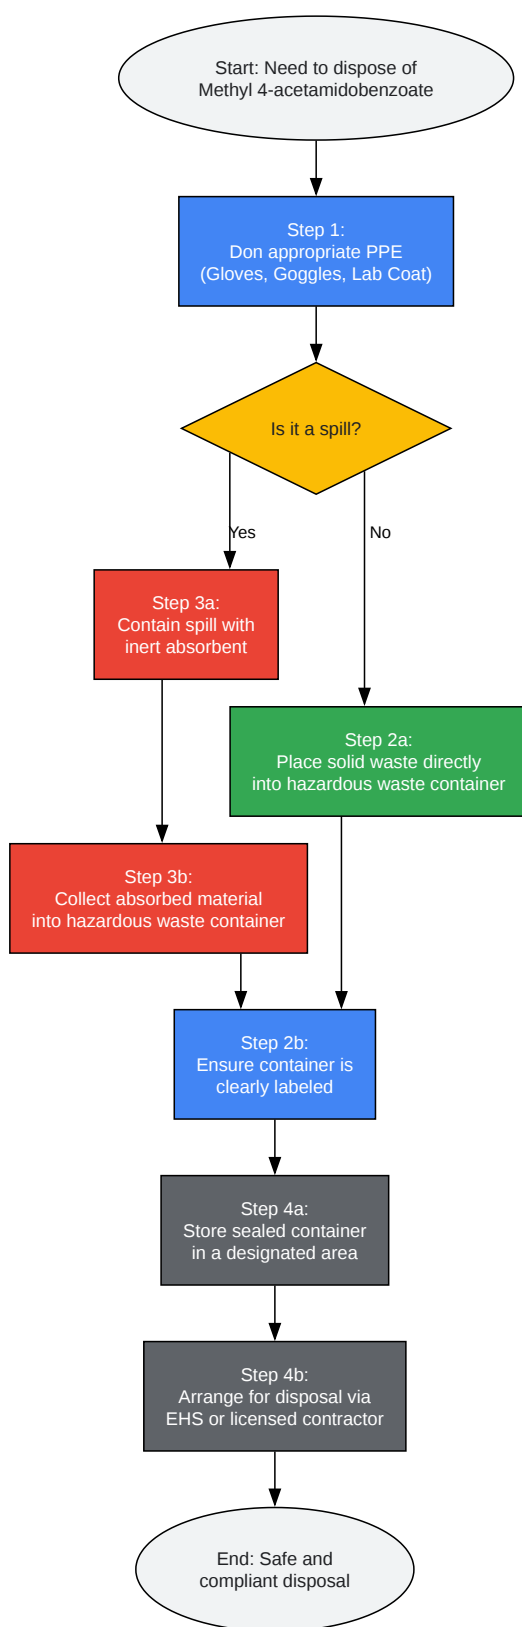 Start: Need to dispose of
Methyl 4-acetamidobenzoate
Step 1:
Don appropriate PPE
(Gloves, Goggles, Lab Coat)
Is it a spill?
Yes
No
Step 3a:
Contain spill with
inert absorbent
Step 2a:
Place solid waste directly
into hazardous waste container
Step 3b:
Collect absorbed material
into hazardous waste container
Step 2b:
Ensure container is
clearly labeled
Step 4a:
Store sealed container
in a designated area
Step 4b:
Arrange for disposal via
EHS or licensed contractor
End: Safe and
compliant disposal